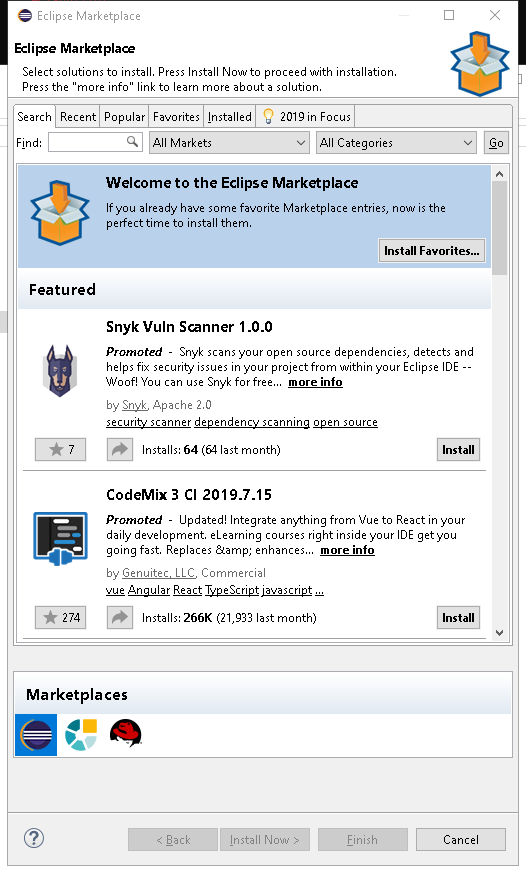 Eclipse Marketplace
Eclipse Marketplace
Select solutions to install. Press Install Now to proceed with installation.
Press the "more info" link to learn more about a solution.
Search Recent Popular Favorites Installed 2019 in Focus
Find: All Markets All Categories Go
Welcome to the Eclipse Marketplace
If you already have some favorite Marketplace entries, now is the
perfect time to install them.
Install Favorites...
Featured
Snyk Vuln Scanner 1.0.0
Promoted - Snyk scans your open source dependencies, detects and
helps fix security issues in your project from within your Eclipse IDE --
Woof! You can use Snyk for free... more info
by Snyk, Apache 2.0
security scanner dependency scanning open source
7 Installs: 64 (64 last month) Install
CodeMix 3 CI 2019.7.15
Promoted - Updated! Integrate anything from Vue to React in your
daily development. eLearning courses right inside your IDE get you
going fast. Replaces &amp; enhances... more info
by Genuitec, LLC, Commercial
vue Angular React TypeScript javascript ...
274 Installs: 266K (21,933 last month) Install
Marketplaces
? < Back Install Now > Finish Cancel